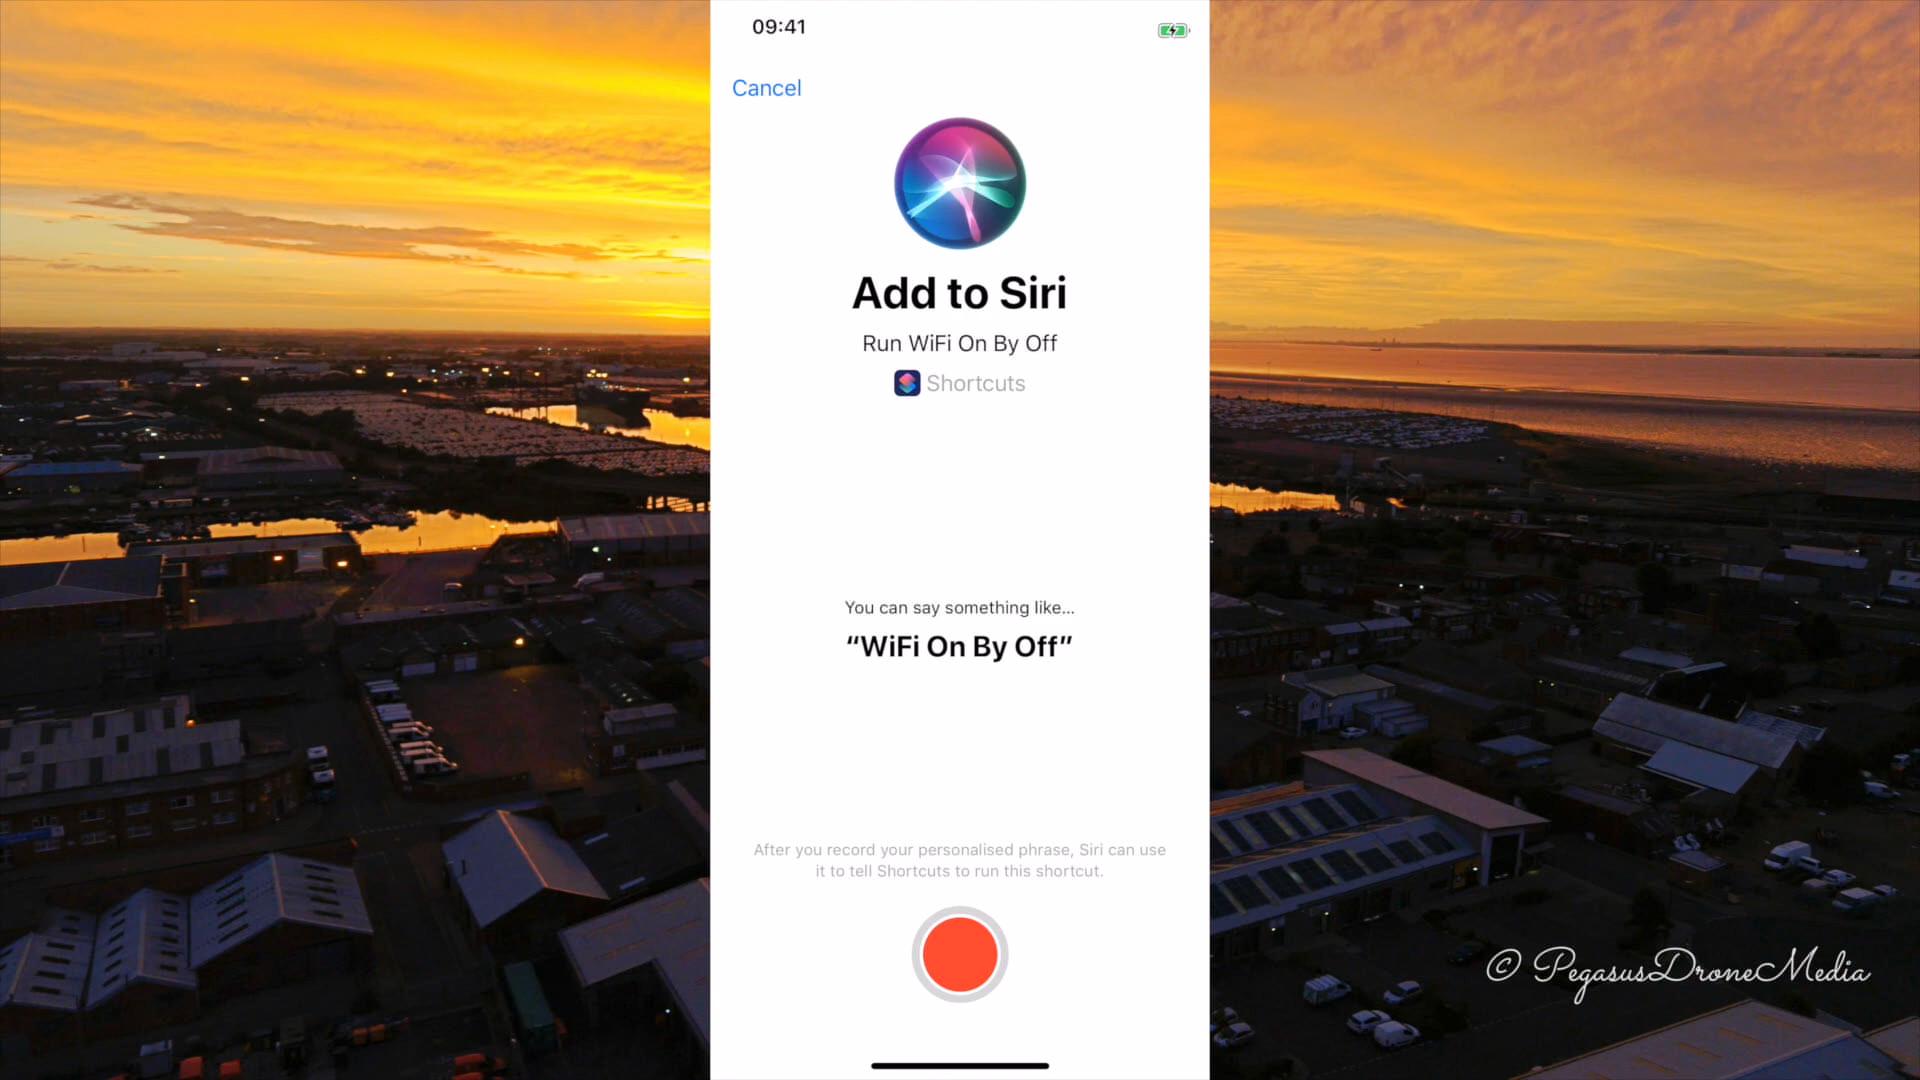 09:41
Cancel
Add to Siri
Run WiFi On By Off
Shortcuts
You can say something like...
“WiFi On By Off”
After you record your personalised phrase, Siri can use
it to tell Shortcuts to run this shortcut.
© PegasusDroneMedia